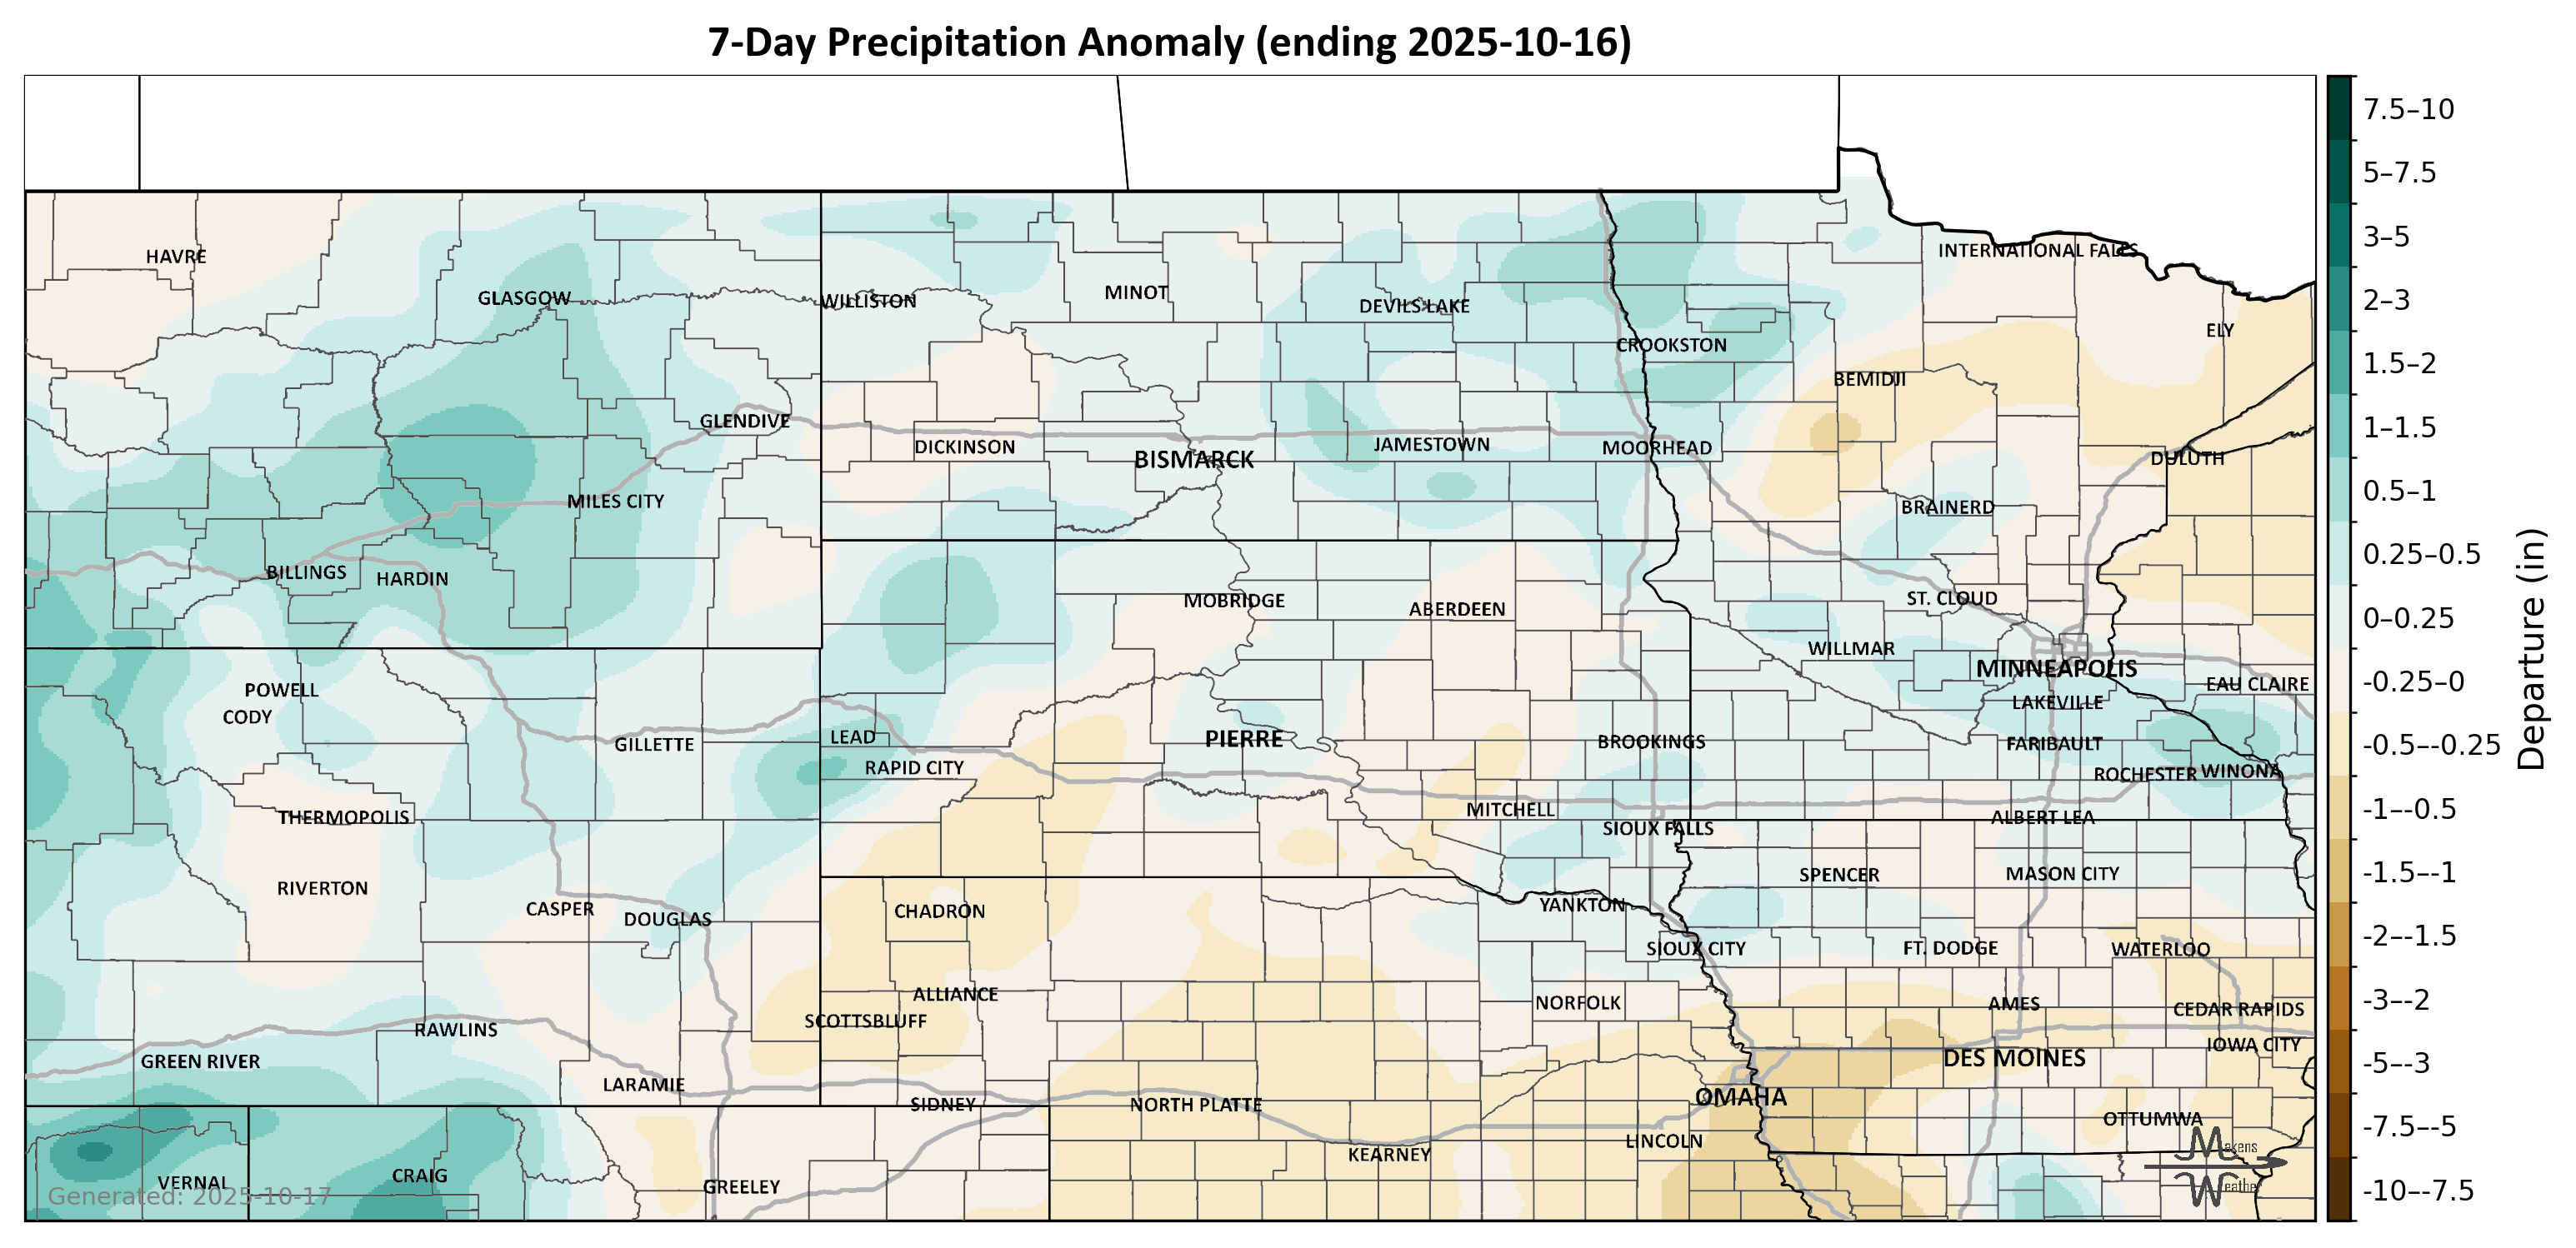 7-Day Precipitation Anomaly (ending 2025-10-16)
HAVRE
GLASGOW
WILLISTON
MINOT
DEVILS LAKE
INTERNATIONAL FALLS
ELY
CROOKSTON
BEMIDJI
GLENDIVE
DICKINSON
BISMARCK
JAMESTOWN
MOORHEAD
DULUTH
MILES CITY
BRAINERD
BILLINGS
HARDIN
MOBRIDGE
ABERDEEN
ST. CLOUD
WILLMAR
MINNEAPOLIS
EAU CLAIRE
POWELL
CODY
LAKEVILLE
GILLETTE
LEAD
PIERRE
BROOKINGS
FARIBAULT
RAPID CITY
ROCHESTER
WINONA
THERMOPOLIS
MITCHELL
ALBERT LEA
SIOUX FALLS
RIVERTON
SPENCER
MASON CITY
CASPER
DOUGLAS
CHADRON
YANKTON
SIOUX CITY
FT. DODGE
WATERLOO
ALLIANCE
NORFOLK
AMES
CEDAR RAPIDS
SCOTTSBLUFF
RAWLINS
GREEN RIVER
DES MOINES
IOWA CITY
LARAMIE
SIDNEY
NORTH PLATTE
OMAHA
OTTUMWA
LINCOLN
KEARNEY
VERNAL
CRAIG
GREELEY
Generated: 2025-10-17
Makens
Weather
7.5–10
5–7.5
3–5
2–3
1.5–2
1–1.5
0.5–1
0.25–0.5
0–0.25
-0.25–0
-0.5–-0.25
-1–-0.5
-1.5–-1
-2–-1.5
-3–-2
-5–-3
-7.5–-5
-10–-7.5
Departure (in)